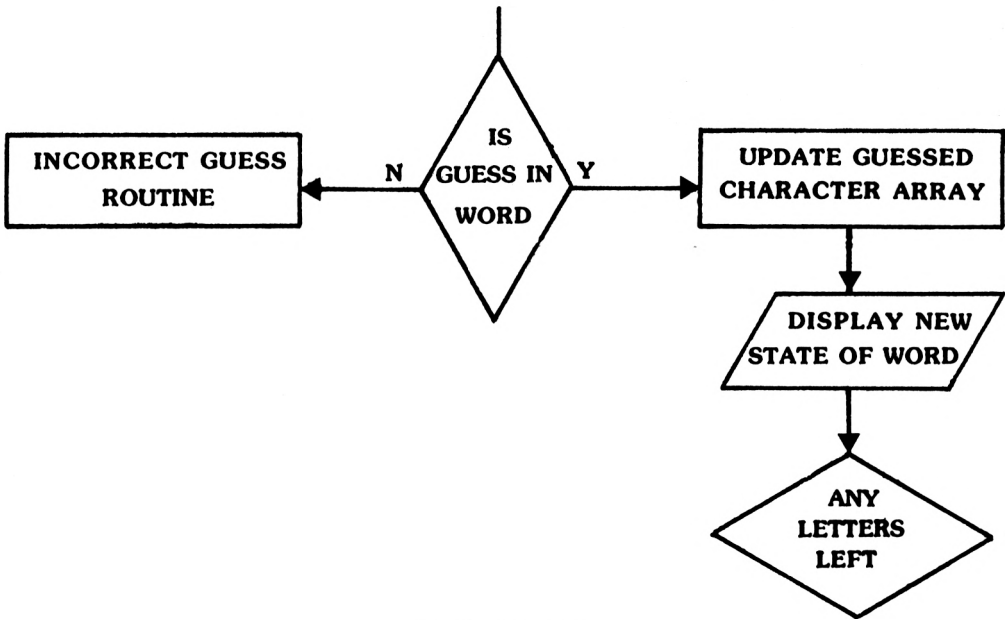 INCORRECT GUESS
ROUTINE
N
IS
GUESS IN
WORD
Y
UPDATE GUESSED
CHARACTER ARRAY
DISPLAY NEW
STATE OF WORD
ANY
LETTERS
LEFT